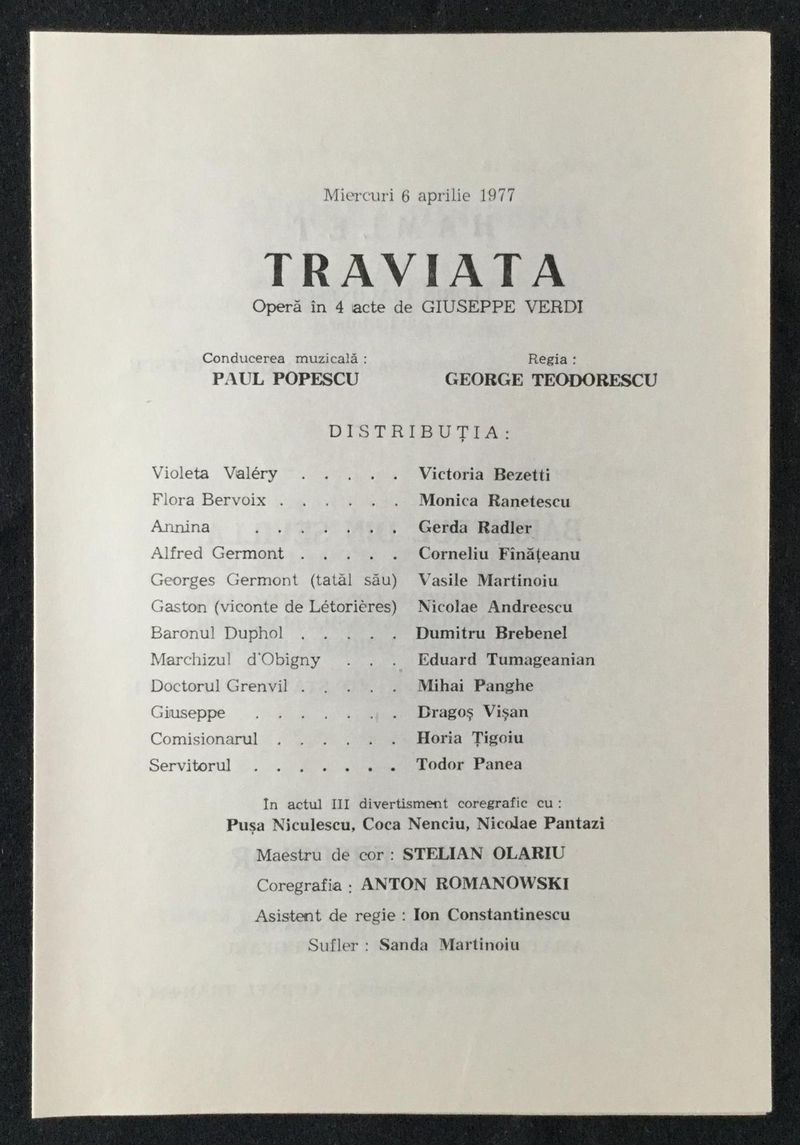 Miercuri 6 aprilie 1977
TRAVIATA
Operă în 4 acte de GIUSEPPE VERDI
Conducerea muzicală : Regia :
PAUL POPESCU GEORGE TEODORESCU
DISTRIBUȚIA :
Violeta Valéry . . . . . Victoria Bezetti
Flora Bervoix . . . . . . Monica Ranetescu
Annina . . . . . . . Gerda Radler
Alfred Germont . . . . . Corneliu Fînățeanu
Georges Germont (tatăl său) Vasile Martinoiu
Gaston (viconte de Létorières) Nicolae Andreescu
Baronul Duphol . . . . . Dumitru Brebenel
Marchizul d'Obigny . . . Eduard Tumageanian
Doctorul Grenvil . . . . . Mihai Panghe
Giuseppe . . . . . . . Dragoș Vișan
Comisionarul . . . . . . Horia Țigoiu
Servitorul . . . . . . . Todor Panea
În actul III divertisment coregrafic cu :
Pușa Niculescu, Coca Nenciu, Nicolae Pantazi
Maestru de cor : STELIAN OLARIU
Coregrafia : ANTON ROMANOWSKI
Asistent de regie : Ion Constantinescu
Sufler : Sanda Martinoiu